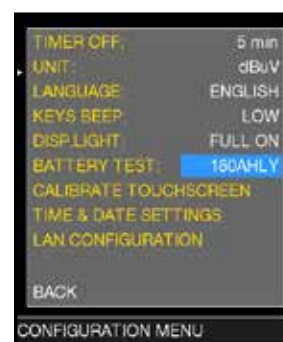 TIMER OFF: 5 min
UNIT: dBuV
LANGUAGE ENGLISH
KEYS BEEP: LOW
DISP.LIGHT FULL ON
BATTERY TEST: 160AHLY
CALIBRATE TOUCHSCREEN
TIME & DATE SETTINGS
LAN CONFIGURATION
BACK
CONFIGURATION MENU